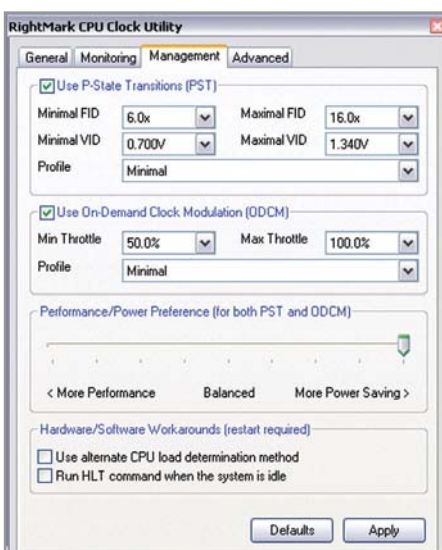 RightMark CPU Clock Utility
General Monitoring Management Advanced
Use P-State Transitions (PST)
Minimal FID 6.0x Maximal FID 16.0x
Minimal VID 0.700V Maximal VID 1.340V
Profile Minimal
Use On-Demand Clock Modulation (ODCM)
Min Throttle 50.0% Max Throttle 100.0%
Profile Minimal
Performance/Power Preference (for both PST and ODCM)
< More Performance Balanced More Power Saving >
Hardware/Software Workarounds (restart required)
Use alternate CPU load determination method
Run HLT command when the system is idle
Defaults Apply